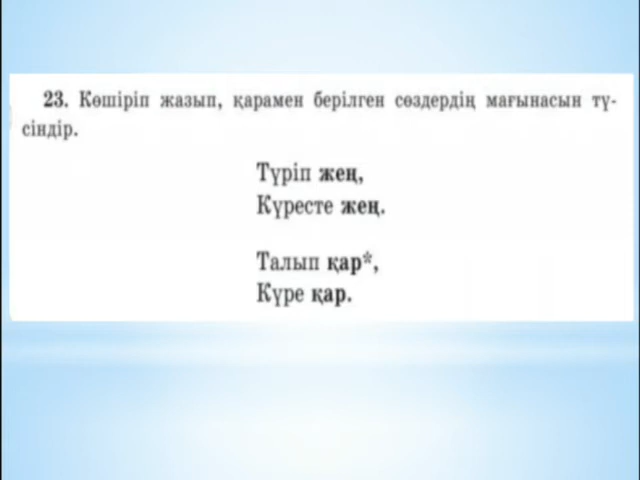 23. Көшіріп жазып, қарамен берілген сөздердің мағынасын тү-
сіндір.
Түріп жең,
Күресте жең.
Талып қар*,
Күре қар.